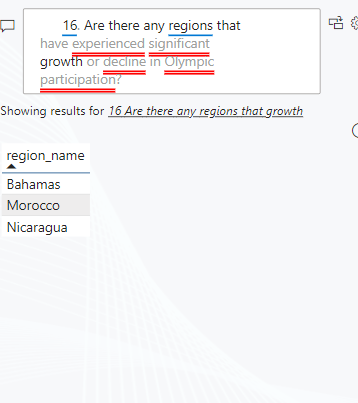 16. Are there any regions that
have experienced significant
growth or decline in Olympic
participation?
Showing results for 16 Are there any regions that growth
region_name
Bahamas
Morocco
Nicaragua